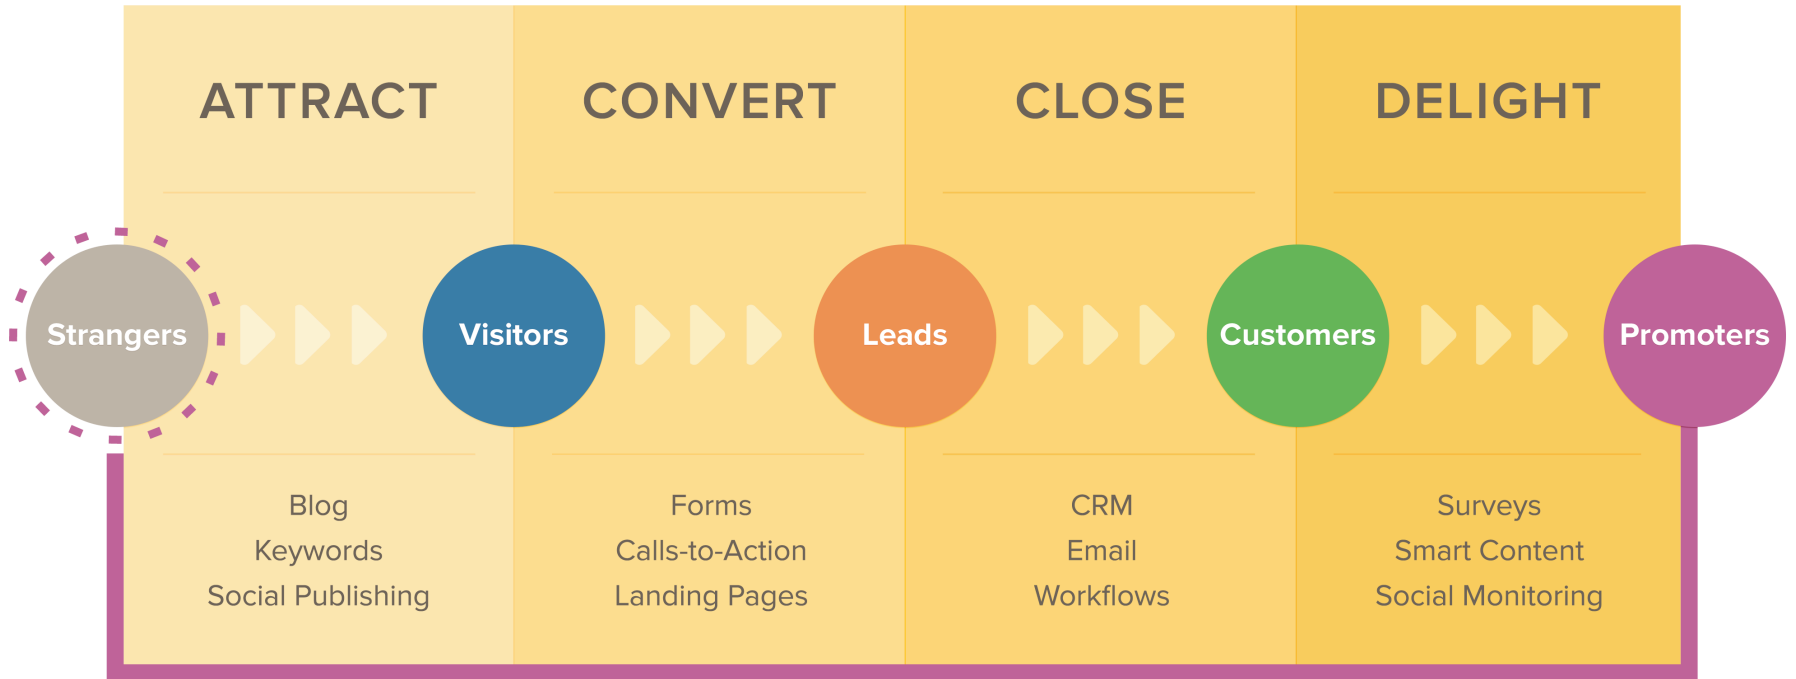 ATTRACT
CONVERT
CLOSE
DELIGHT
Strangers
Visitors
Leads
Customers
Promoters
Blog
Keywords
Social Publishing
Forms
Calls-to-Action
Landing Pages
CRM
Email
Workflows
Surveys
Smart Content
Social Monitoring